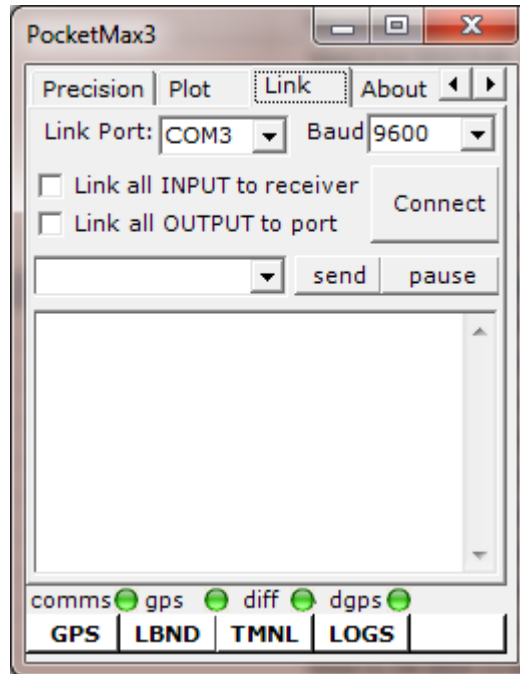 PocketMax3
Precision Plot Link About
Link Port: COM3 Baud 9600
Link all INPUT to receiver
Link all OUTPUT to port
Connect
send pause
comms gps diff dgps
GPS LBND TMNL LOGS